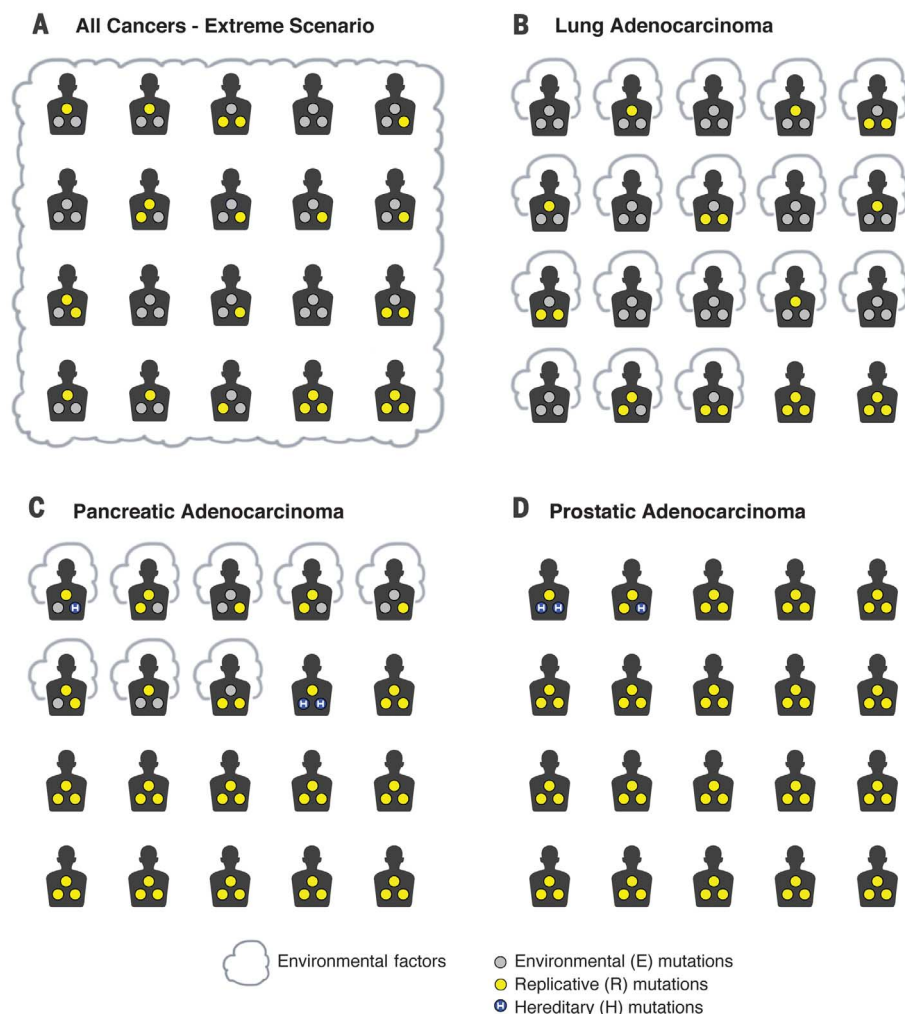 A All Cancers - Extreme Scenario
B Lung Adenocarcinoma
C Pancreatic Adenocarcinoma
D Prostatic Adenocarcinoma
H
H H
H H
H
Environmental factors
Environmental (E) mutations
Replicative (R) mutations
H Hereditary (H) mutations